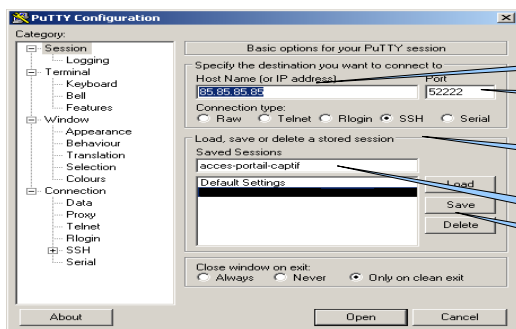 PuTTY Configuration
Category:
Session
Logging
Terminal
Keyboard
Bell
Features
Window
Appearance
Behaviour
Translation
Selection
Colours
Connection
Data
Proxy
Telnet
Rlogin
SSH
Serial
Basic options for your PuTTY session
Specify the destination you want to connect to
Host Name (or IP address) Port
85.85.85.85 52222
Connection type:
Raw Telnet Rlogin SSH Serial
Load, save or delete a stored session
Saved Sessions
acces-portail-captif
Default Settings
Load
Save
Delete
Close window on exit:
Always Never Only on clean exit
About Open Cancel